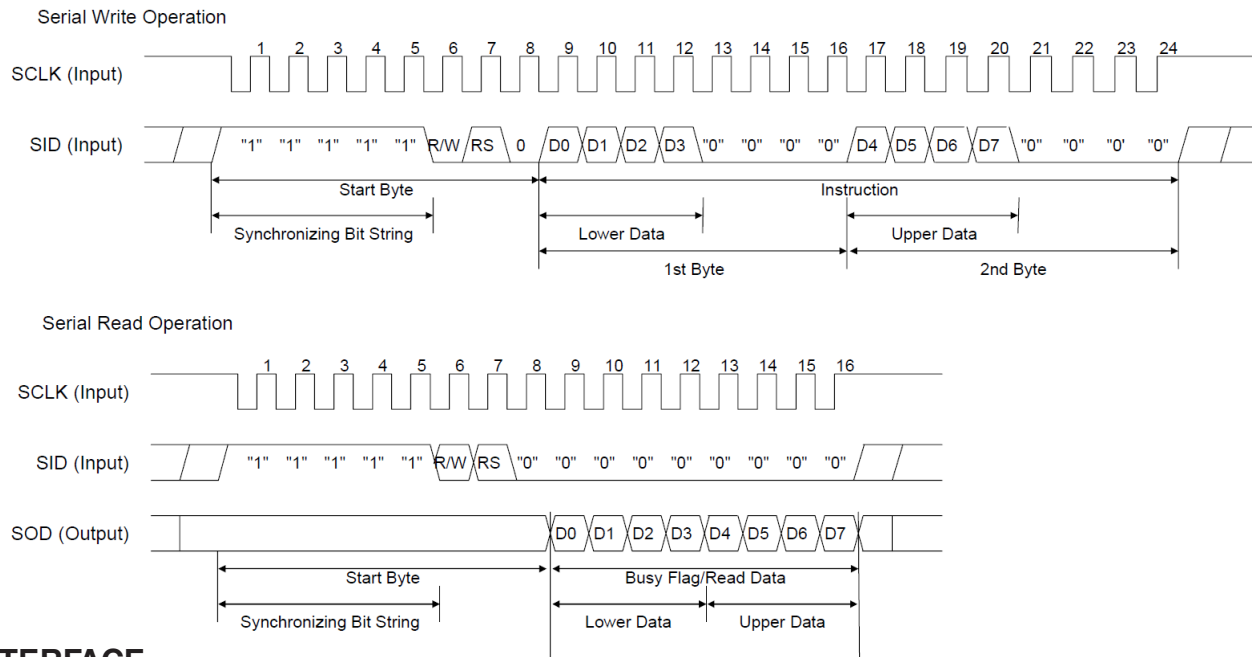 Serial Write Operation
1 2 3 4 5 6 7 8 9 10 11 12 13 14 15 16 17 18 19 20 21 22 23 24
SCLK (Input)
SID (Input) "1" "1" "1" "1" "1" R/W RS 0 D0 D1 D2 D3 "0" "0" "0" "0" D4 D5 D6 D7 "0" "0" "0' "0"
Start Byte Instruction
Synchronizing Bit String Lower Data Upper Data
1st Byte 2nd Byte
Serial Read Operation
1 2 3 4 5 6 7 8 9 10 11 12 13 14 15 16
SCLK (Input)
SID (Input) "1" "1" "1" "1" "1" R/W RS "0" "0" "0" "0" "0" "0" "0" "0" "0"
SOD (Output) D0 D1 D2 D3 D4 D5 D6 D7
Start Byte Busy Flag/Read Data
Synchronizing Bit String Lower Data Upper Data